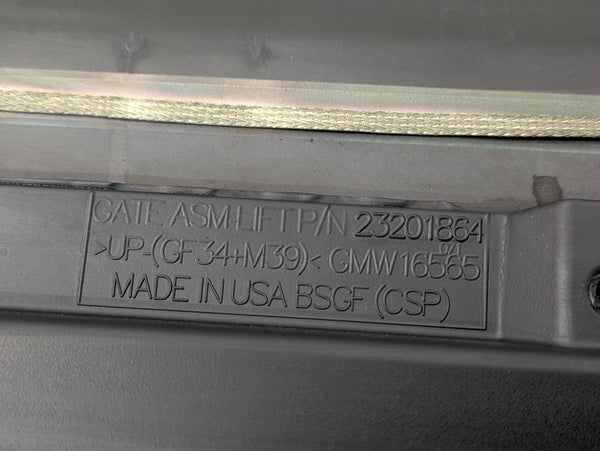 GATE ASM-LIFT P/N 23201864
>UP-(GF34+M39)< GMW16565
MADE IN USA BSGF (CSP)